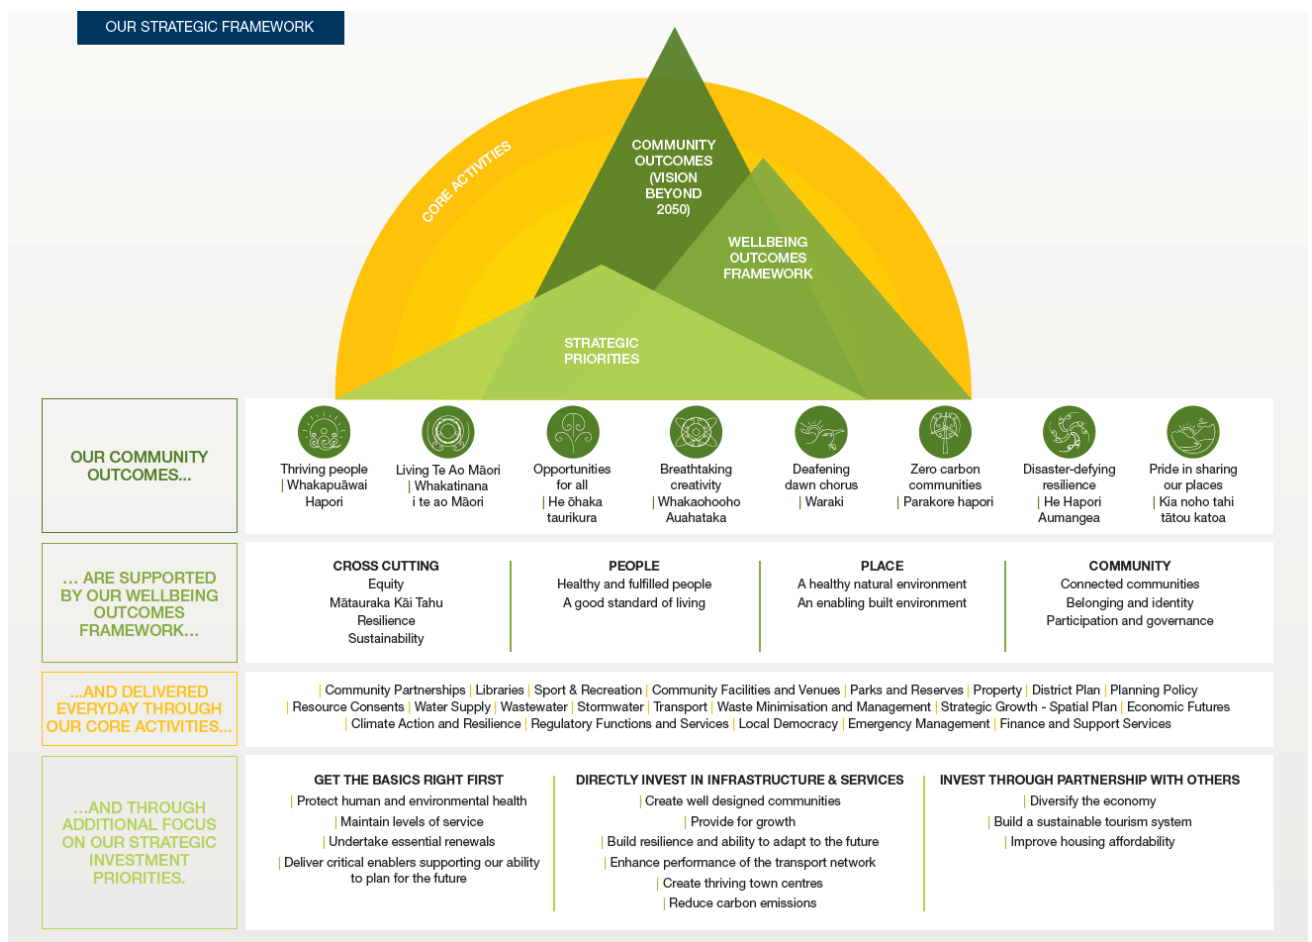 OUR STRATEGIC FRAMEWORK
CORE ACTIVITIES
COMMUNITY
OUTCOMES
(VISION
BEYOND
2050)
WELLBEING
OUTCOMES
FRAMEWORK
STRATEGIC
PRIORITIES
OUR COMMUNITY
OUTCOMES...
Thriving people
| Whakapuāwai
Hapori
Living Te Ao Māori
| Whakatinana
i te ao Māori
Opportunities
for all
| He ōhaka
taurikura
Breathtaking
creativity
| Whakaohooho
Auahataka
Deafening
dawn chorus
| Waraki
Zero carbon
communities
| Parakore hapori
Disaster-defying
resilience
| He Hapori
Aumangea
Pride in sharing
our places
| Kia noho tahi
tātou katoa
... ARE SUPPORTED
BY OUR WELLBEING
OUTCOMES
FRAMEWORK...
CROSS CUTTING
Equity
Mātauraka Kāi Tahu
Resilience
Sustainability
PEOPLE
Healthy and fulfilled people
A good standard of living
PLACE
A healthy natural environment
An enabling built environment
COMMUNITY
Connected communities
Belonging and identity
Participation and governance
...AND DELIVERED
EVERYDAY THROUGH
OUR CORE ACTIVITIES...
| Community Partnerships | Libraries | Sport & Recreation | Community Facilities and Venues | Parks and Reserves | Property | District Plan | Planning Policy
| Resource Consents | Water Supply | Wastewater | Stormwater | Transport | Waste Minimisation and Management | Strategic Growth - Spatial Plan | Economic Futures
| Climate Action and Resilience | Regulatory Functions and Services | Local Democracy | Emergency Management | Finance and Support Services
...AND THROUGH
ADDITIONAL FOCUS
ON OUR STRATEGIC
INVESTMENT
PRIORITIES.
GET THE BASICS RIGHT FIRST
| Protect human and environmental health
| Maintain levels of service
| Undertake essential renewals
| Deliver critical enablers supporting our ability
to plan for the future
DIRECTLY INVEST IN INFRASTRUCTURE & SERVICES
| Create well designed communities
| Provide for growth
| Build resilience and ability to adapt to the future
| Enhance performance of the transport network
| Create thriving town centres
| Reduce carbon emissions
INVEST THROUGH PARTNERSHIP WITH OTHERS
| Diversify the economy
| Build a sustainable tourism system
| Improve housing affordability